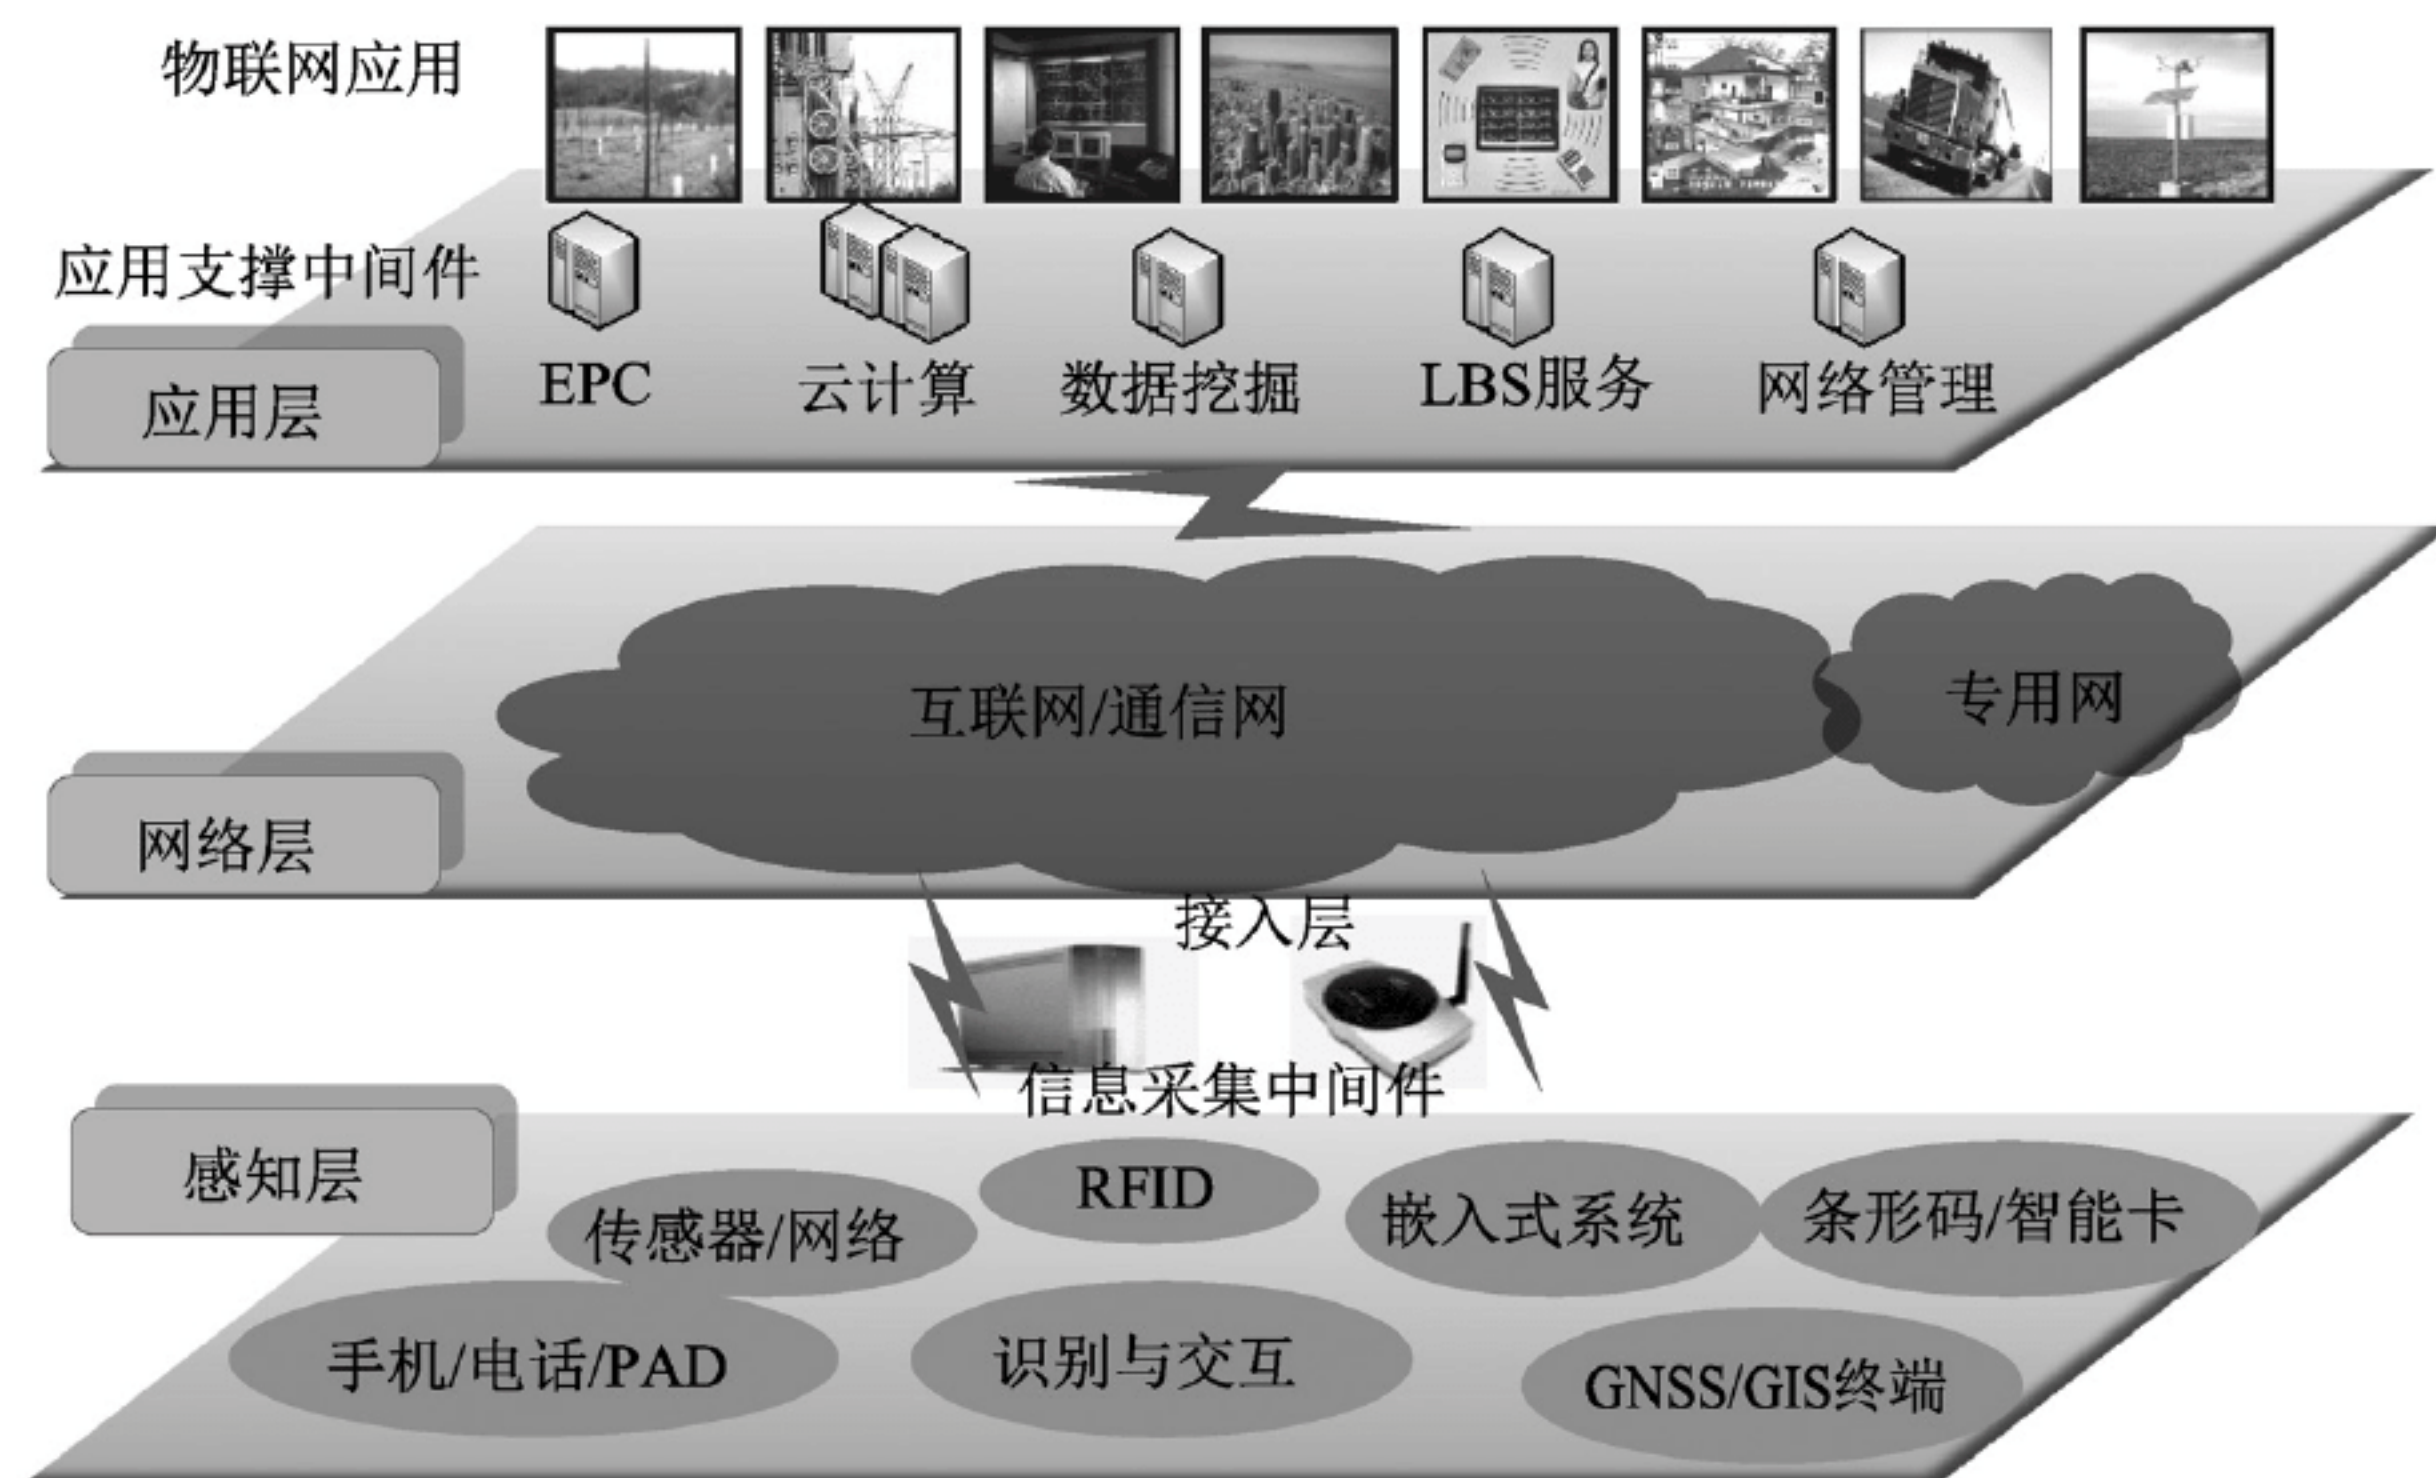 物联网应用
应用支撑中间件
应用层
EPC
云计算
数据挖掘
LBS服务
网络管理
互联网/通信网
专用网
网络层
接入层
信息采集中间件
感知层
传感器/网络
RFID
嵌入式系统
条形码/智能卡
手机/电话/PAD
识别与交互
GNSS/GIS终端